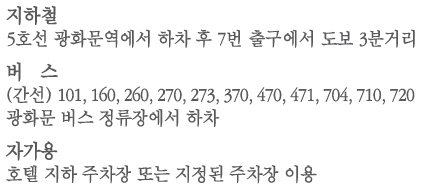 지하철
5호선 광화문역에서 하차 후 7번 출구에서 도보 3분거리
버 스
(간선) 101, 160, 260, 270, 273, 370, 470, 471, 704, 710, 720
광화문 버스 정류장에서 하차
자가용
호텔 지하 주차장 또는 지정된 주차장 이용